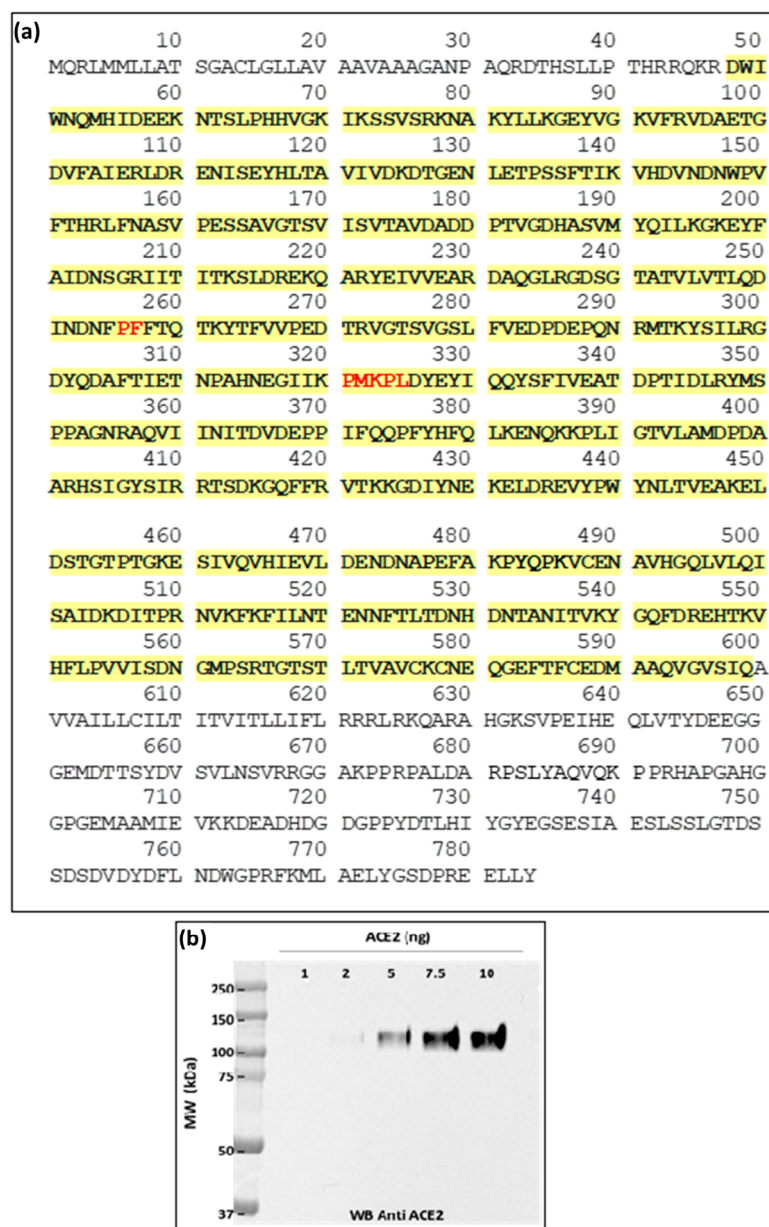 (a)
10 20 30 40 50
MQRLMMLLAT SGACLGLLAV AAVAAAGANP AQRDTHSLLP THRRQKR DWI
60 70 80 90 100
WNQMHIDEEK NTSLPHHVGK IKSSVSRKNA KYLLKGEYVG KVFRVDAETG
110 120 130 140 150
DVFAIERLDR ENISEYHLTA VIVDKDTGEN LETPSSFTIK VHDVNDNWPV
160 170 180 190 200
FTHRLFNASV PESSAVGTSV ISVTAVDADD PTVGDHASVM YQILKGKEYF
210 220 230 240 250
AIDNSGRIIT ITKSLDREKQ ARYEIVVEAR DAQGLRGDSG TATVLVTLQD
260 270 280 290 300
INDNFPFFTQ TKYTFVVPED TRVGTSVGSL FVEDPDEPQN RMTKYSILRG
310 320 330 340 350
DYQDAFTIET NPAHNEGIIK PMKPLDYEYI QQYSFIVEAT DPTIDLRYMS
360 370 380 390 400
PPAGNRAQVI INITDVDEPP IFQQPFYHFQ LKENQKKPLI GTVLAMDPDA
410 420 430 440 450
ARHSIGYSIR RTSDKGQFFR VTKKGDIYNE KELDREVYPW YNLTVEAKEL
460 470 480 490 500
DSTGTPTGKE SIVQVHIEVL DENDNAPEFA KPYQPKVCEN AVHGQLVLQI
510 520 530 540 550
SAIDKDITPR NVKFKFILNT ENNFTLTDNH DNTANITVKY GQFDREHTKV
560 570 580 590 600
HFLPVVISDN GMPSRTGTST LTVAVCKCNE QGEFTFCEDM AAQVGVSIQA
610 620 630 640 650
VVAILLCILT ITVITLLIFL RRRLRKQARA HGKSVPEIHE QLVTYDEEGG
660 670 680 690 700
GEMDTTSYDV SVLNSVRRGG AKPPRPALDA RPSLYAQVQK PPRHAPGAHG
710 720 730 740 750
GPGEMAAMIE VKKDEADHDG DGPPYDTLHI YGYEGSESIA ESLSSLGTDS
760 770 780
SDSDVDYDFL NDWGPRFKML AELYGSDPRE ELLY
(b)
ACE2 (ng)
1 2 5 7.5 10
250
150
100
75
50
37
MW (kDa)
WB Anti ACE2